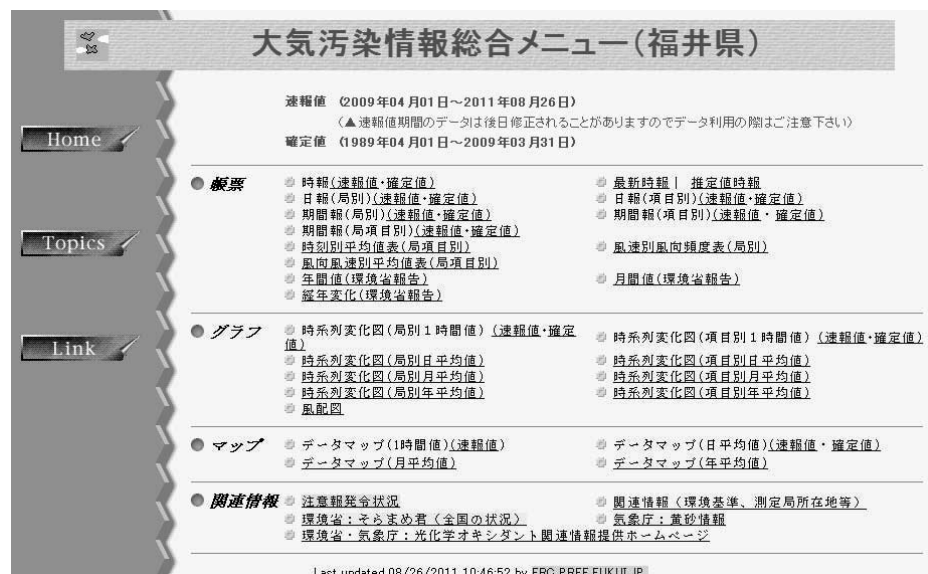 大気汚染情報総合メニュー(福井県)
速報値 (2009年04月01日~2011年08月26日)
(▲速報値期間のデータは後日修正されることがありますのでデータ利用の際はご注意下さい)
確定値 (1989年04月01日~2009年03月31日)
Home
Topics
Link
帳票
時報(速報値・確定値)
最新時報| 推定値時報
日報(局別)(速報値・確定値)
日報(項目別)(速報値・確定値)
期間報(局別)(速報値・確定値)
期間報(項目別)(速報値・確定値)
期間報(局項目別)(速報値・確定値)
時刻別平均値表(局項目別)
風速別風向頻度表(局別)
風向風速別平均値表(局項目別)
年間値(環境省報告)
月間値(環境省報告)
経年変化(環境省報告)
グラフ
時系列変化図(局別1時間値) (速報値・確定
値)
時系列変化図(項目別1時間値) (速報値・確定値)
時系列変化図(局別日平均値)
時系列変化図(項目別日平均値)
時系列変化図(局別月平均値)
時系列変化図(項目別月平均値)
時系列変化図(局別年平均値)
時系列変化図(項目別年平均値)
風配図
マップ
データマップ(1時間値)(速報値)
データマップ(日平均値)(速報値・確定値)
データマップ(月平均値)
データマップ(年平均値)
関連情報
注意報発令状況
関連情報(環境基準、測定局所在地等)
環境省:そらまめ君(全国の状況)
気象庁:黄砂情報
環境省・気象庁:光化学オキシダント関連情報提供ホームページ
Last updated 08/26/2011 10:46:52 by ERC.PREF.FUKUI.JP